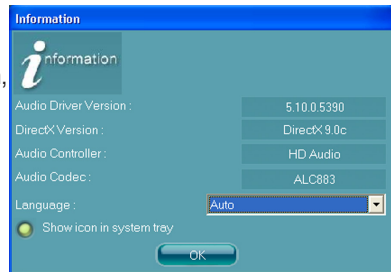 Information
information
Audio Driver Version : 5.10.0.5390
DirectX Version : DirectX 9.0c
Audio Controller : HD Audio
Audio Codec : ALC883
Language : Auto
Show icon in system tray
OK